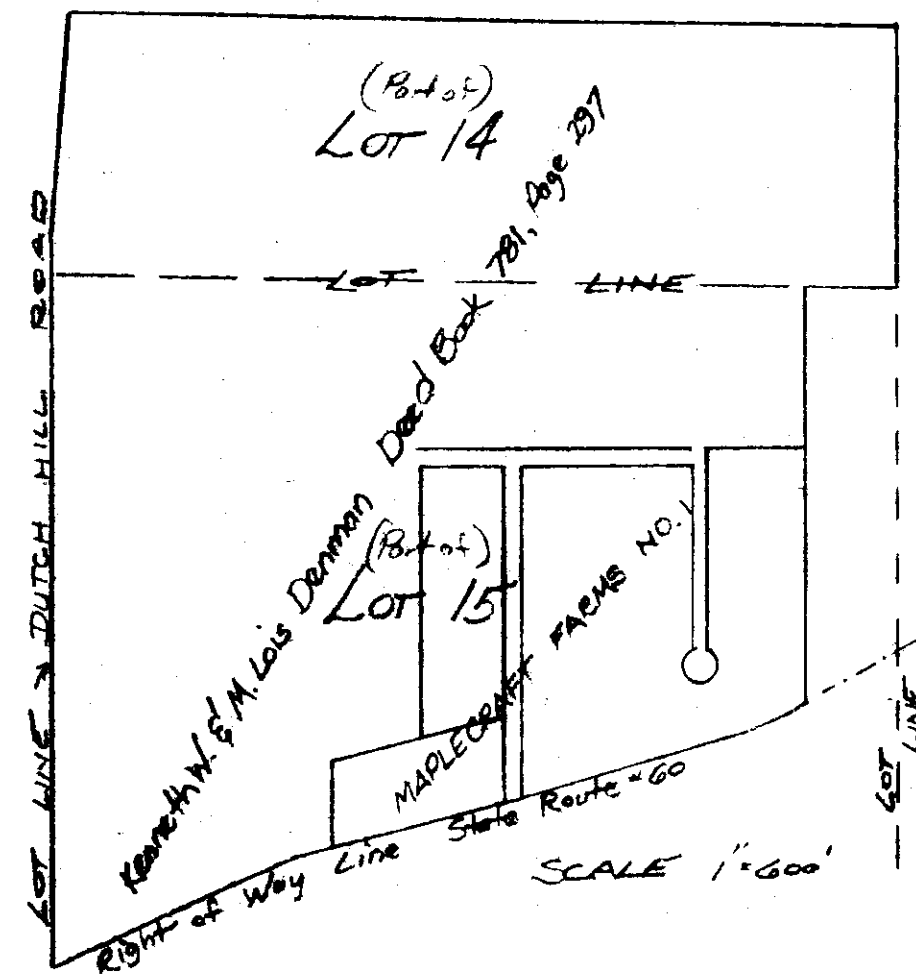 (Part of)
LOT 14
LOT LINE
LOT LINE → DUTCH HILL ROAD
Kenneth W. & M. Lois Denman Deed Book 781, Page 297
(Part of)
LOT 15
MAPLECRAFT FARMS NO. 1
Right of Way Line State Route #60
LOT LINE
SCALE 1"=600'